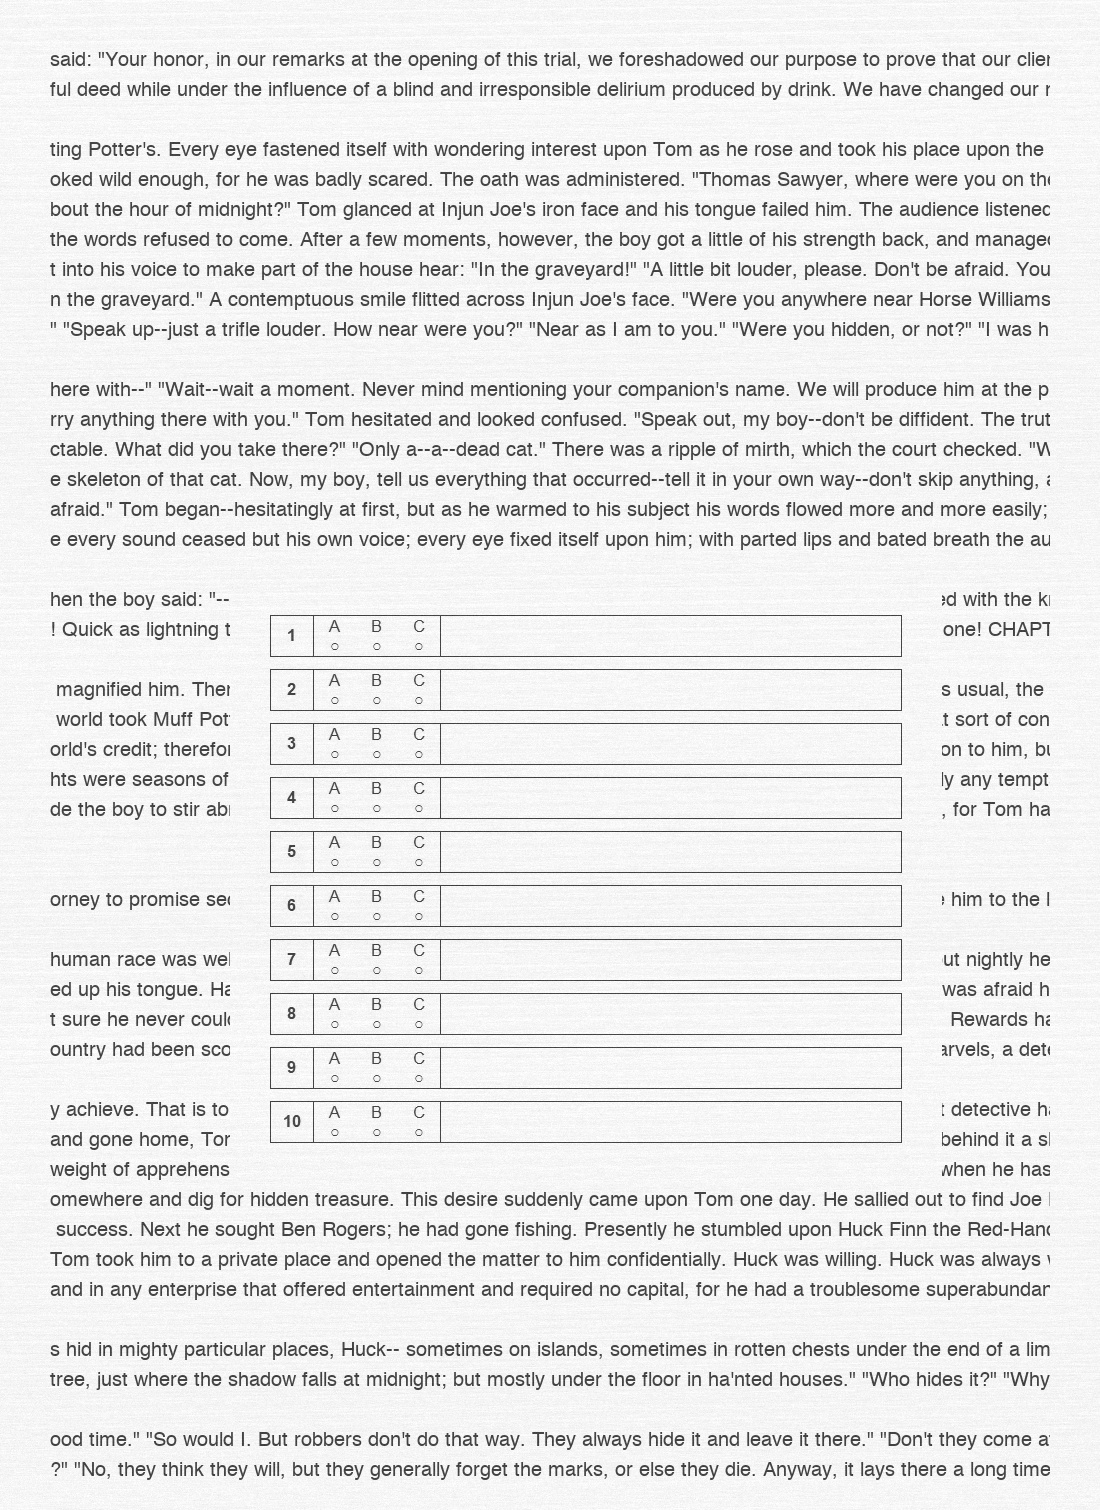 said: "Your honor, in our remarks at the opening of this trial, we foreshadowed our purpose to prove that our
ful deed while under the influence of a blind and irresponsible delirium produced by drink. We have changed our
ting Potter's. Every eye fastened itself with wondering interest upon Tom as he rose and took his place upon the
oked wild enough, for he was badly scared. The oath was administered. "Thomas Sawyer, where were you on the
bout the hour of midnight?" Tom glanced at Injun Joe's iron face and his tongue failed him. The audience listened
the words refused to come. After a few moments, however, the boy got a little of his strength back, and managed
t into his voice to make part of the house hear: "In the graveyard!" "A little bit louder, please. Don't be afraid. You
n the graveyard." A contemptuous smile flitted across Injun Joe's face. "Were you anywhere near Horse Williams
" "Speak up--just a trifle louder. How near were you?" "Near as I am to you." "Were you hidden, or not?" "I was h
here with--" "Wait--wait a moment. Never mind mentioning your companion's name. We will produce him at the p
rry anything there with you." Tom hesitated and looked confused. "Speak out, my boy--don't be diffident. The trut
ctable. What did you take there?" "Only a--a--dead cat." There was a ripple of mirth, which the court checked. "W
e skeleton of that cat. Now, my boy, tell us everything that occurred--tell it in your own way--don't skip anything,
afraid." Tom began--hesitatingly at first, but as he warmed to his subject his words flowed more and more easily;
e every sound ceased but his own voice; every eye fixed itself upon him; with parted lips and bated breath the au
hen the boy said: "-- ed with the
! Quick as lightning t one! CHAPT
1 A B C
magnified him. Ther s usual, the
2 A B C
world took Muff Pot t sort of con
orld's credit; therefor on to him, bu
3 A B C
hts were seasons of ly any tempt
4 A B C
de the boy to stir ab , for Tom ha
5 A B C
orney to promise sec him to the
6 A B C
human race was wel ut nightly he
7 A B C
ed up his tongue. Ha was afraid h
t sure he never could Rewards ha
8 A B C
ountry had been sco arvels, a dete
9 A B C
y achieve. That is to t detective ha
10 A B C
and gone home, Tor behind it a s
weight of apprehens when he has
omewhere and dig for hidden treasure. This desire suddenly came upon Tom one day. He sallied out to find Joe
success. Next he sought Ben Rogers; he had gone fishing. Presently he stumbled upon Huck Finn the Red-Hand
Tom took him to a private place and opened the matter to him confidentially. Huck was willing. Huck was always
and in any enterprise that offered entertainment and required no capital, for he had a troublesome superabundan
s hid in mighty particular places, Huck-- sometimes on islands, sometimes in rotten chests under the end of a lim
tree, just where the shadow falls at midnight; but mostly under the floor in ha'nted houses." "Who hides it?" "Why
ood time." "So would I. But robbers don't do that way. They always hide it and leave it there." "Don't they come a
?" "No, they think they will, but they generally forget the marks, or else they die. Anyway, it lays there a long time